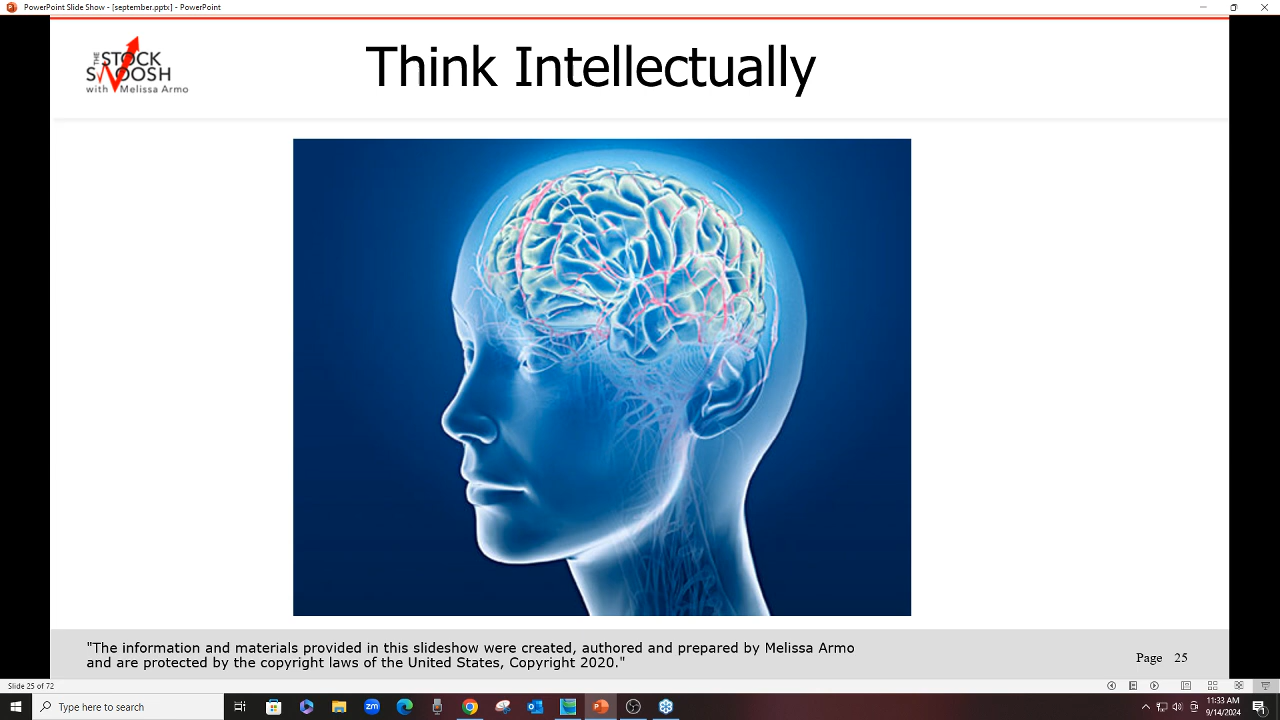 PowerPoint Slide Show - [september.pptx] - PowerPoint
THE
STOCK
SWOOSH
with Melissa Armo
Think Intellectually
"The information and materials provided in this slideshow were created, authored and prepared by Melissa Armo
and are protected by the copyright laws of the United States, Copyright 2020."
Page 25
Slide 25 of 72
Type here to search
zm
11:33 AM
9/14/2024
1